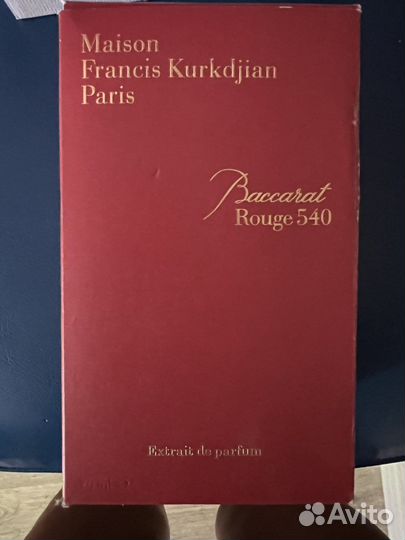 Maison
Francis Kurkdjian
Paris
Baccarat
Rouge 540
Extrait de parfum
Avito